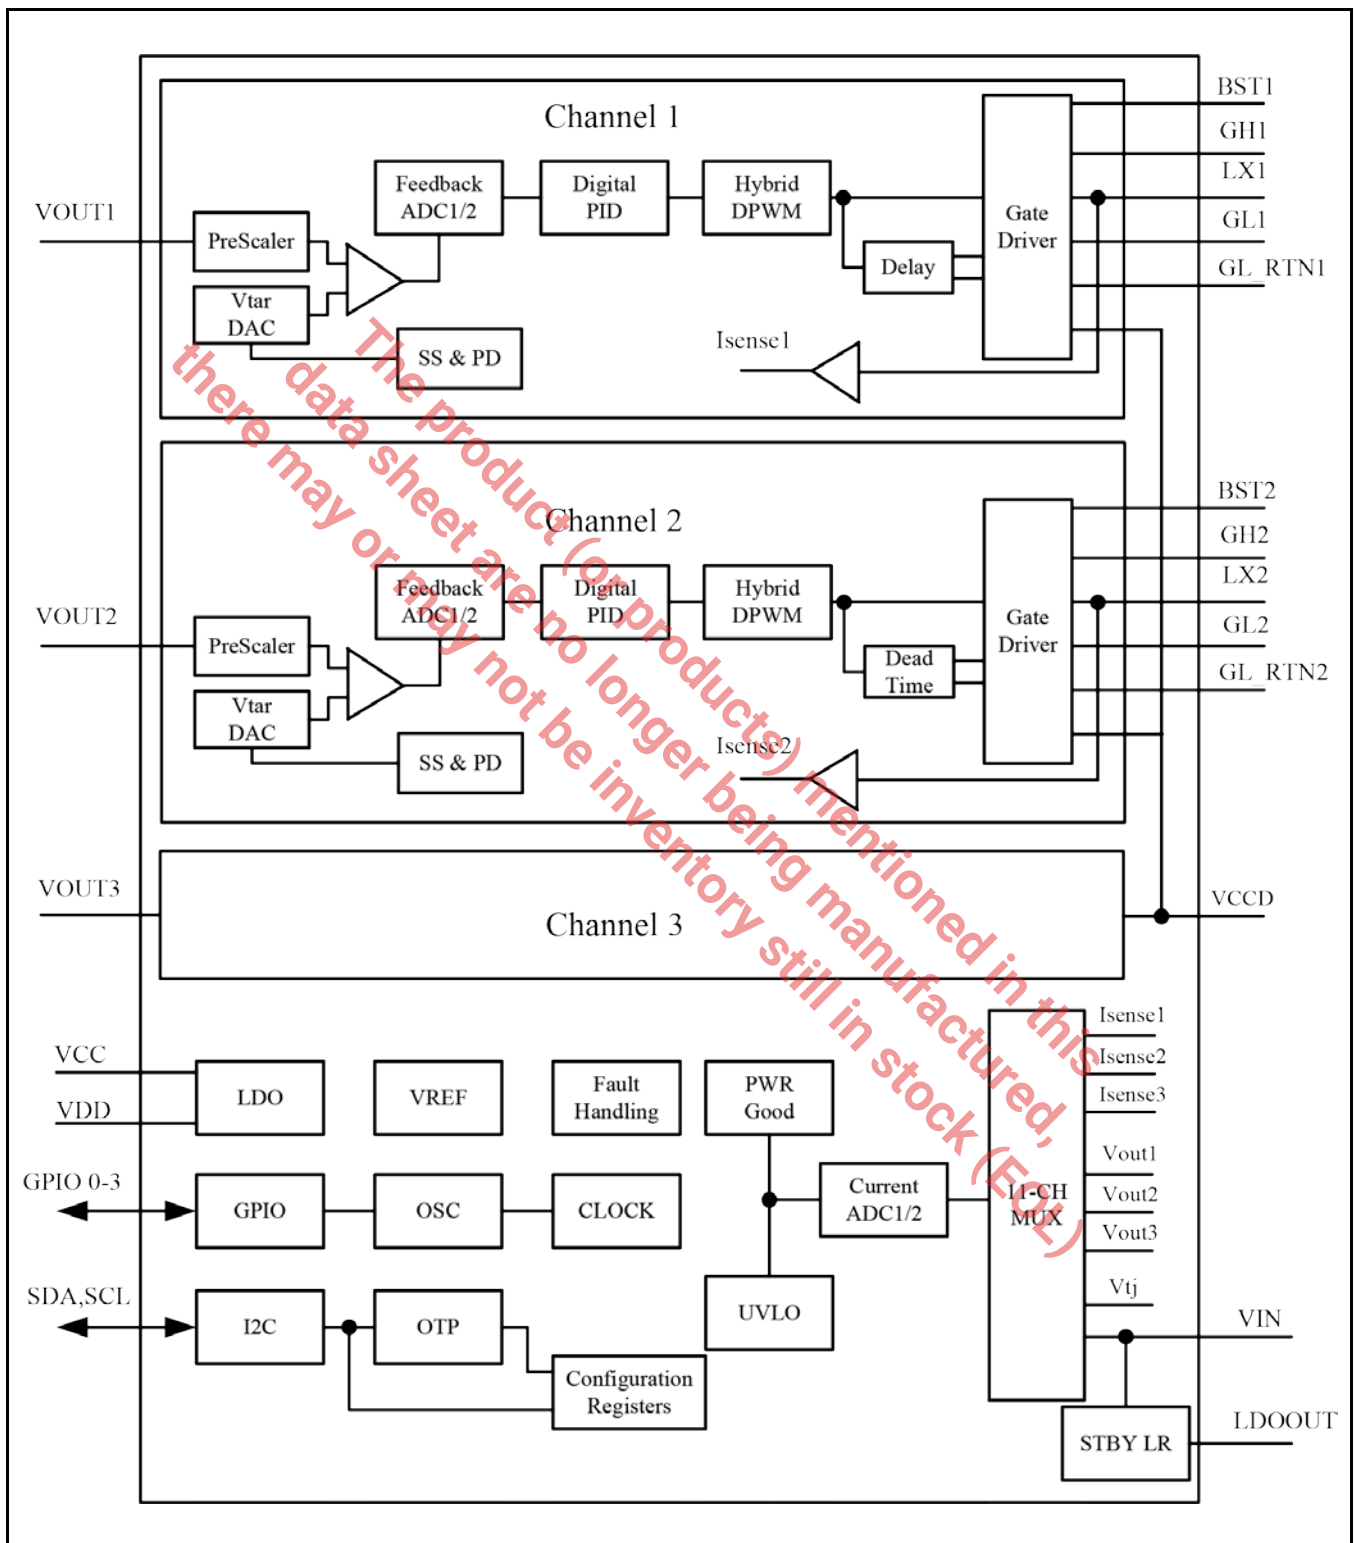 BST1
Channel 1
GH1
LX1
Feedback
ADC1/2
Digital
PID
Hybrid
DPWM
Gate
Driver
VOUT1
PreScaler
GL1
Delay
GL_RTN1
Vtar
DAC
SS & PD
Isense1
BST2
Channel 2
GH2
LX2
Feedback
ADC1/2
Digital
PID
Hybrid
DPWM
Gate
Driver
VOUT2
PreScaler
GL2
Dead
Time
GL_RTN2
Vtar
DAC
SS & PD
Isense2
VOUT3
Channel 3
VCCD
Isense1
Isense2
Isense3
VCC
VDD
LDO
VREF
Fault
Handling
PWR
Good
Vout1
Vout2
Vout3
GPIO 0-3
GPIO
OSC
CLOCK
Current
ADC1/2
11-CH
MUX
Vtj
SDA,SCL
I2C
OTP
UVLO
VIN
Configuration
Registers
STBY LR
LDOOUT
The product (or products) mentioned in this
data sheet are no longer being manufactured,
there may or may not be inventory still in stock (EOL)